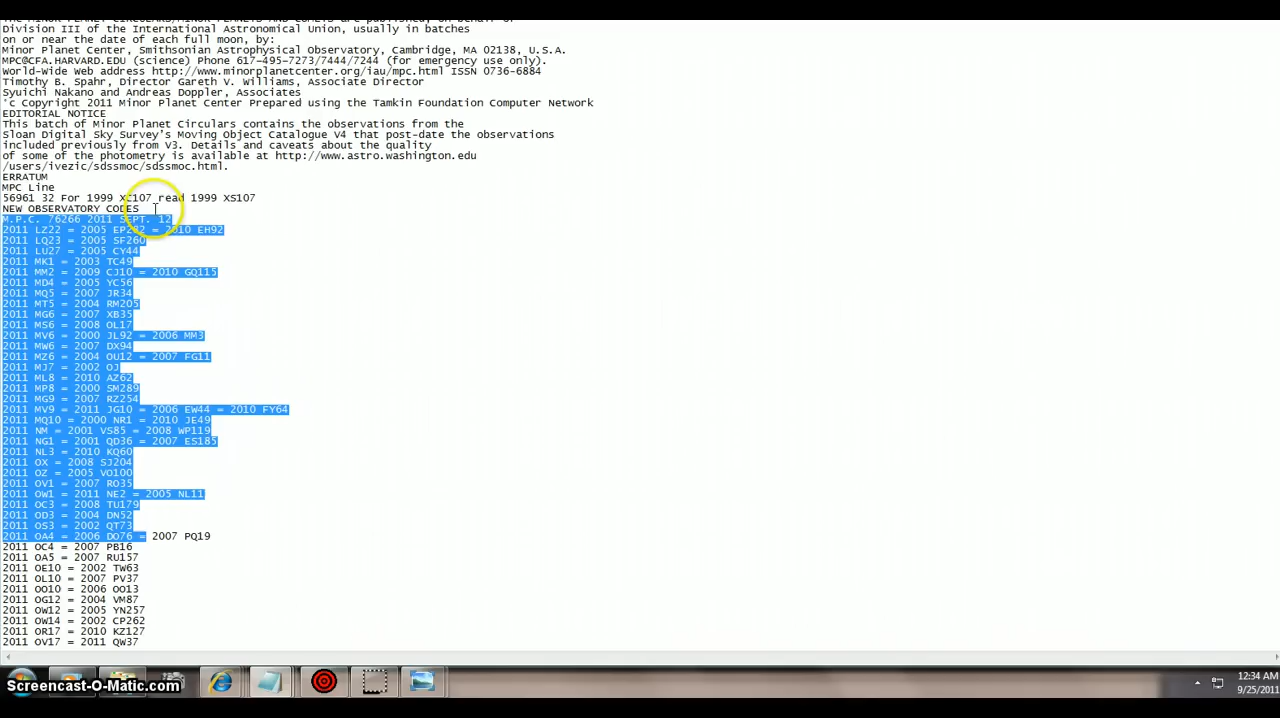 THE MINOR PLANET CIRCULARS/MINOR PLANETS AND COMETS are published, on behalf of
Division III of the International Astronomical Union, usually in batches
on or near the date of each full moon, by:
Minor Planet Center, Smithsonian Astrophysical Observatory, Cambridge, MA 02138, U.S.A.
MPC@CFA.HARVARD.EDU (science) Phone 617-495-7273/7444/7244 (for emergency use only).
World-Wide Web address http://www.minorplanetcenter.org/iau/mpc.html ISSN 0736-6884
Timothy B. Spahr, Director Gareth V. Williams, Associate Director
Syuichi Nakano and Andreas Doppler, Associates
'c Copyright 2011 Minor Planet Center Prepared using the Tamkin Foundation Computer Network
EDITORIAL NOTICE
This batch of Minor Planet Circulars contains the observations from the
Sloan Digital Sky Survey's Moving Object Catalogue V4 that post-date the observations
included previously from V3. Details and caveats about the quality
of some of the photometry is available at http://www.astro.washington.edu
/users/ivezic/sdssmoc/sdssmoc.html.
ERRATUM
MPC Line
56961 32 For 1999 XC107 read 1999 XS107
NEW OBSERVATORY CODES
M.P.C. 76266 2011 SEPT. 12
2011 LZ22 = 2005 EP282 = 2010 EH92
2011 LQ23 = 2005 SF260
2011 LU27 = 2005 CY44
2011 MK1 = 2003 TC49
2011 MM2 = 2009 CJ10 = 2010 GQ115
2011 MD4 = 2005 YC56
2011 MQ5 = 2007 JR34
2011 MT5 = 2004 RM205
2011 MG6 = 2007 XB35
2011 MS6 = 2008 OL17
2011 MV6 = 2000 JL92 = 2006 MM3
2011 MW6 = 2007 DX94
2011 MZ6 = 2004 OU12 = 2007 FG11
2011 MJ7 = 2002 OJ
2011 ML8 = 2010 AZ62
2011 MP8 = 2000 SM289
2011 MG9 = 2007 RZ254
2011 MV9 = 2011 JG10 = 2006 EW44 = 2010 FY64
2011 MQ10 = 2000 NR1 = 2010 JE49
2011 NM = 2001 VS85 = 2008 WP119
2011 NG1 = 2001 QD36 = 2007 ES185
2011 NL3 = 2010 KQ60
2011 OX = 2008 SJ204
2011 OZ = 2005 VO100
2011 OV1 = 2007 RO35
2011 OW1 = 2011 NE2 = 2005 NL11
2011 OC3 = 2008 TU179
2011 OD3 = 2004 DN52
2011 OS3 = 2002 QT73
2011 OA4 = 2006 DO76 = 2007 PQ19
2011 OC4 = 2007 PB16
2011 OA5 = 2007 RU157
2011 OE10 = 2002 TW63
2011 OL10 = 2007 PV37
2011 OO10 = 2006 OO13
2011 OG12 = 2004 VM87
2011 OW12 = 2005 YN257
2011 OW14 = 2002 CP262
2011 OR17 = 2010 KZ127
2011 OV17 = 2011 QW37
Screencast-O-Matic.com
12:34 AM
9/25/2011